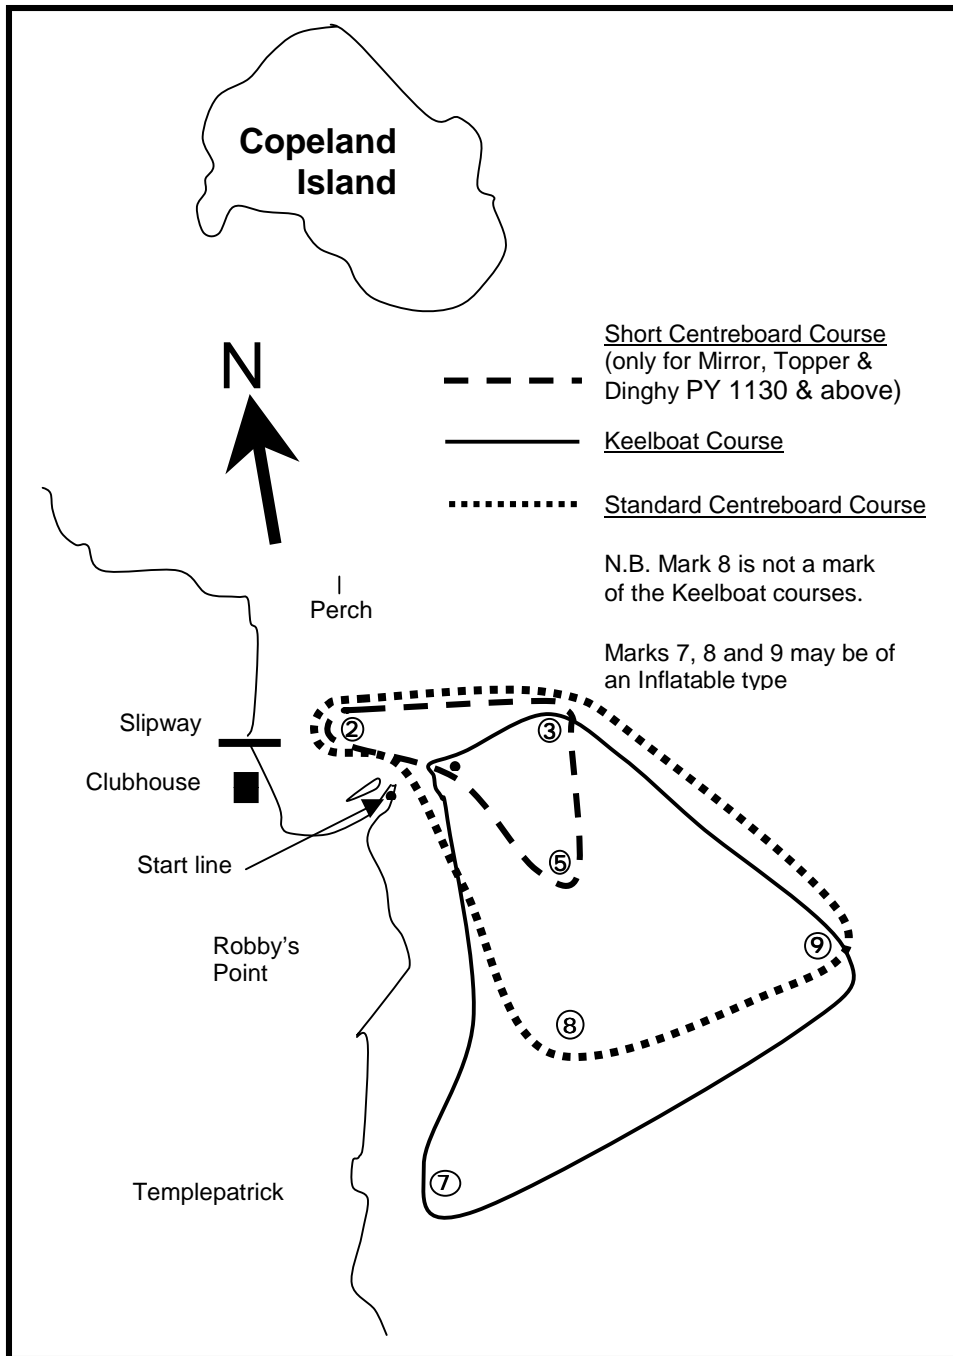 Copeland
Island
N
Short Centreboard Course
(only for Mirror, Topper &
Dinghy PY 1130 & above)
Keelboat Course
Standard Centreboard Course
N.B. Mark 8 is not a mark
of the Keelboat courses.
Marks 7, 8 and 9 may be of
an Inflatable type
Perch
Slipway
2
3
Clubhouse
Start line
5
Robby's
Point
9
8
7
Templepatrick